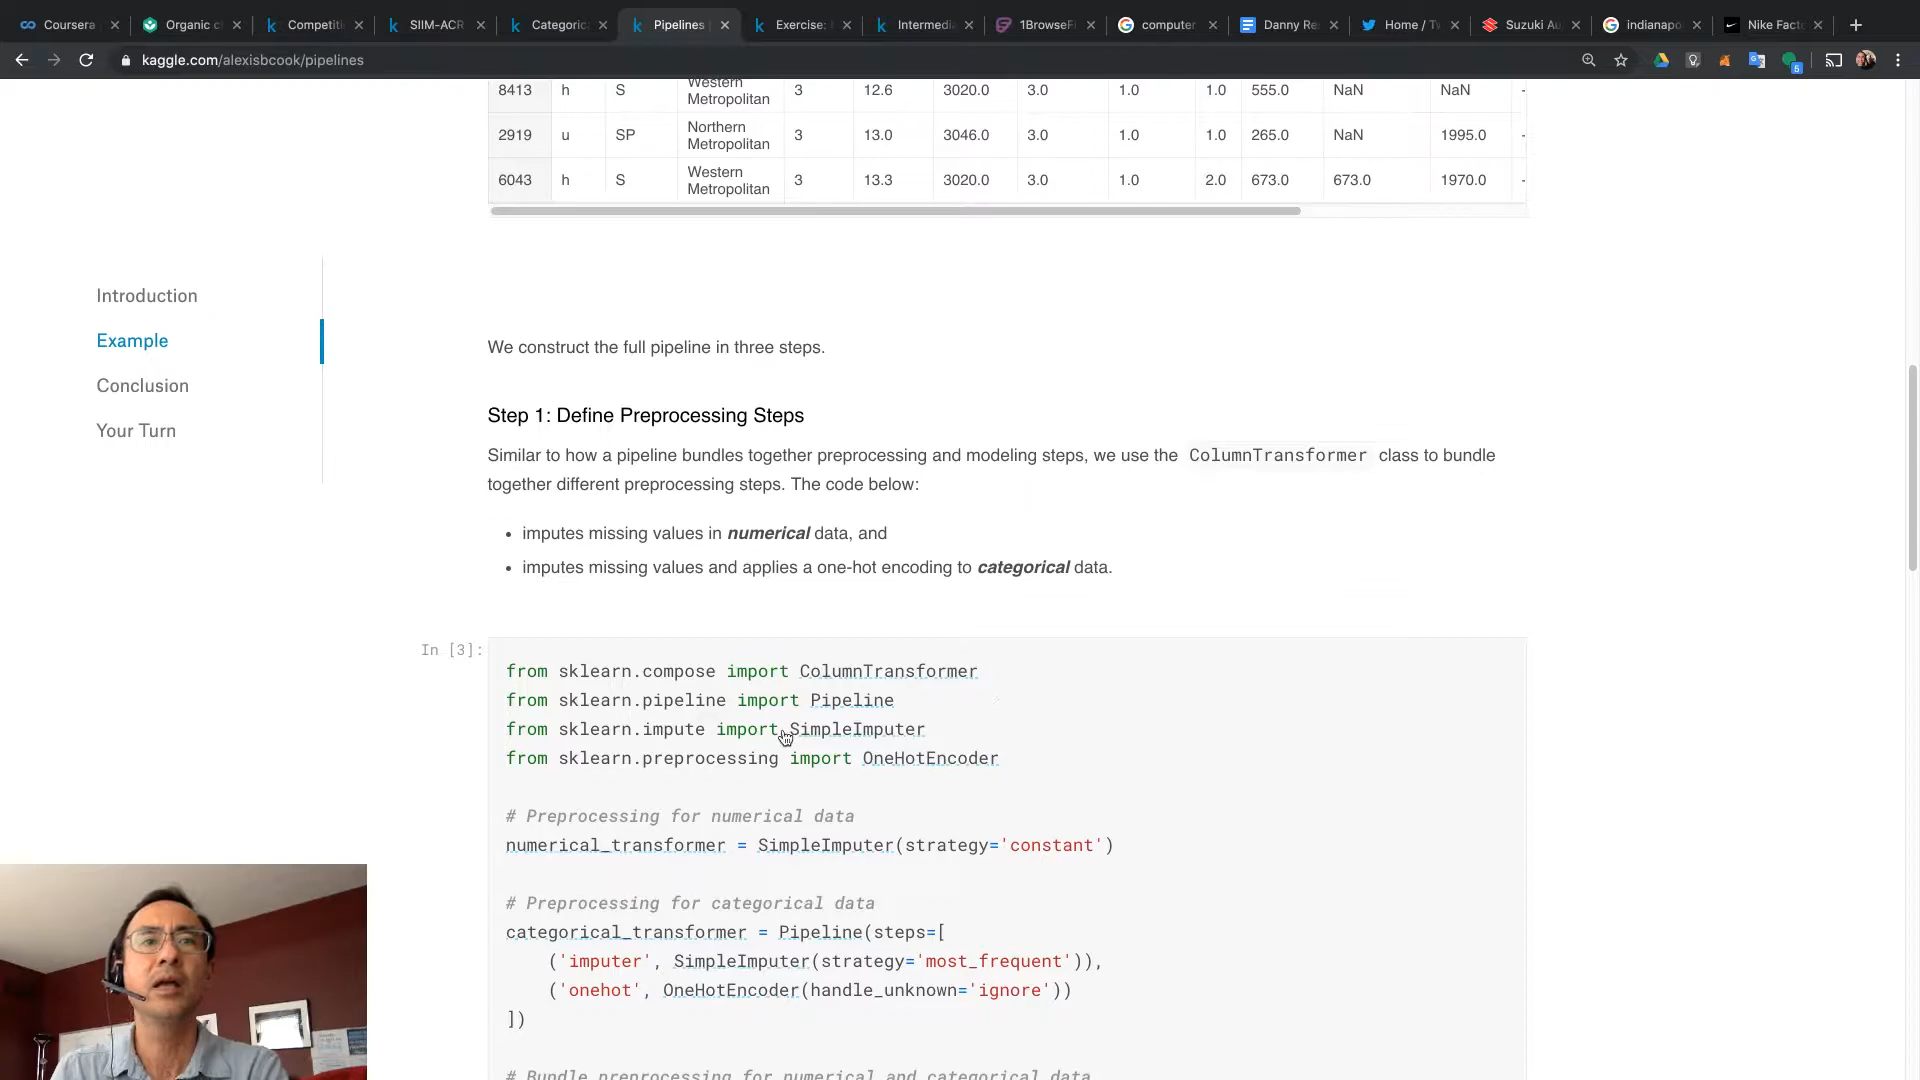 Coursera
Organic c
Competiti
SIIM-ACR
Categoric
Pipelines
Exercise:
Intermedi
1BrowseF
computer
Danny Re
Home / Tw
Suzuki Au
indianapo
Nike Fact
kaggle.com/alexisbcook/pipelines
5
8413 h S Western Metropolitan 3 12.6 3020.0 3.0 1.0 1.0 555.0 NaN NaN -
2919 u SP Northern Metropolitan 3 13.0 3046.0 3.0 1.0 1.0 265.0 NaN 1995.0 -
6043 h S Western Metropolitan 3 13.3 3020.0 3.0 1.0 2.0 673.0 673.0 1970.0 -
Introduction
Example
Conclusion
Your Turn
We construct the full pipeline in three steps.
Step 1: Define Preprocessing Steps
Similar to how a pipeline bundles together preprocessing and modeling steps, we use the ColumnTransformer class to bundle
together different preprocessing steps. The code below:
• imputes missing values in numerical data, and
• imputes missing values and applies a one-hot encoding to categorical data.
In [3]:
from sklearn.compose import ColumnTransformer
from sklearn.pipeline import Pipeline
from sklearn.impute import SimpleImputer
from sklearn.preprocessing import OneHotEncoder
# Preprocessing for numerical data
numerical_transformer = SimpleImputer(strategy='constant')
# Preprocessing for categorical data
categorical_transformer = Pipeline(steps=[
('imputer', SimpleImputer(strategy='most_frequent')),
('onehot', OneHotEncoder(handle_unknown='ignore'))
])
# Bundle preprocessing for numerical and categorical data